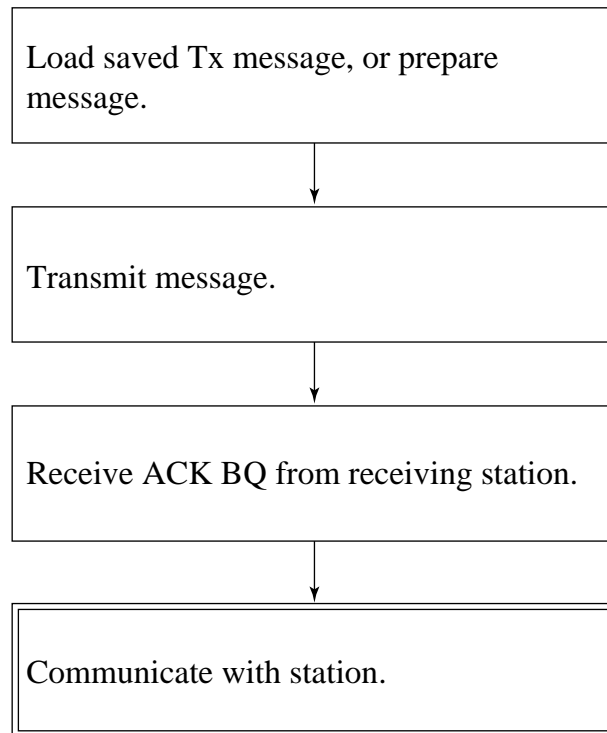 Load saved Tx message, or prepare
message.
Transmit message.
Receive ACK BQ from receiving station.
Communicate with station.